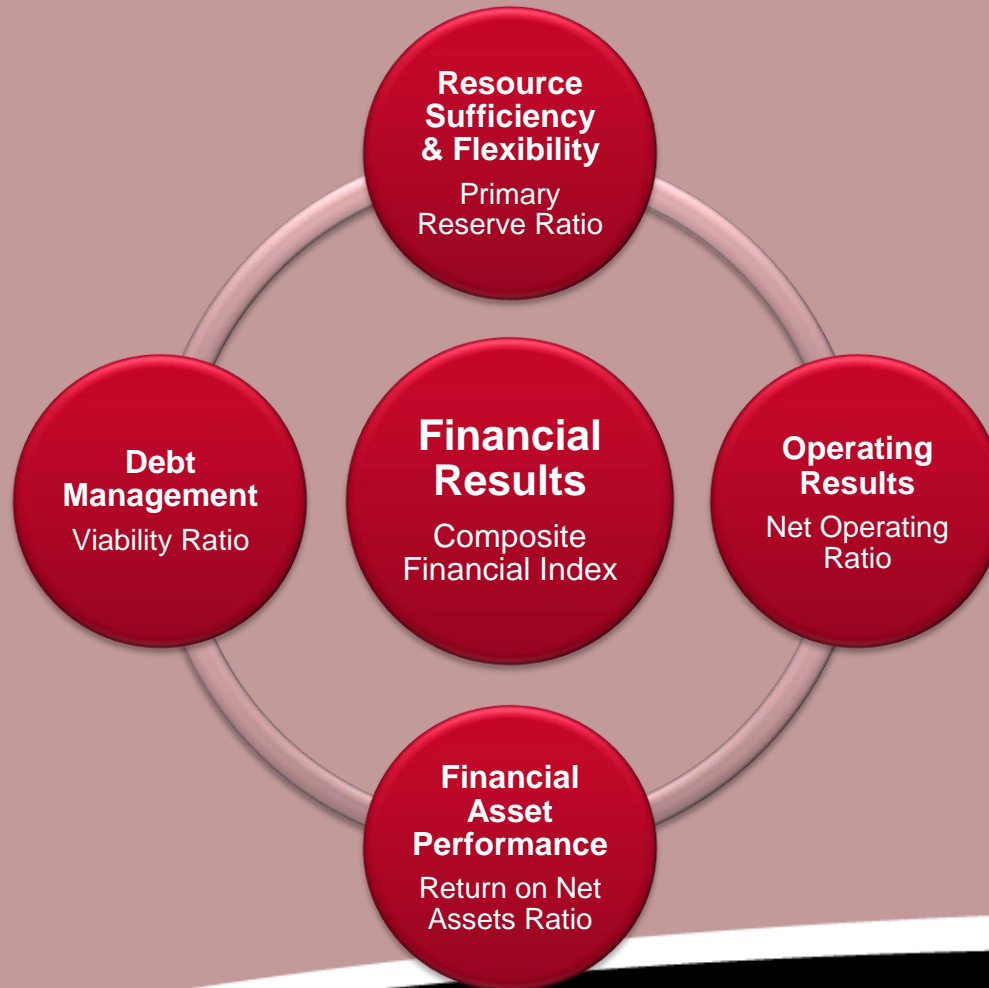 Resource
Sufficiency
& Flexibility
Primary
Reserve Ratio
Debt
Management
Viability Ratio
Financial
Results
Composite
Financial Index
Operating
Results
Net Operating
Ratio
Financial
Asset
Performance
Return on Net
Assets Ratio